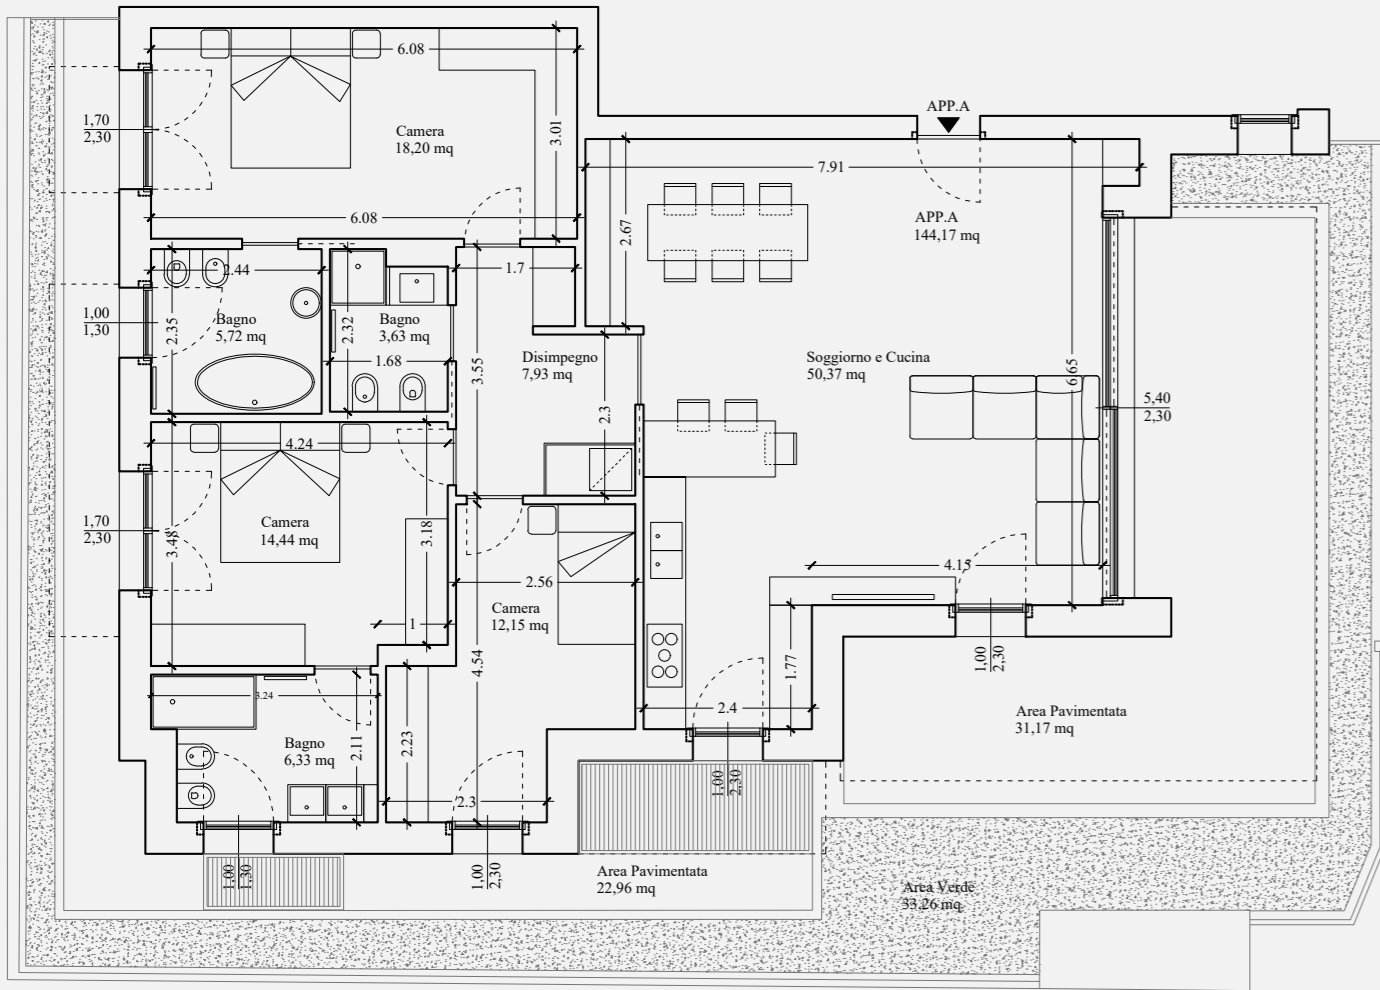 6.08
APP.A
1,70
2,30
Camera
18,20 mq
3.01
7.91
6.08
2.67
APP.A
144,17 mq
2.44
1.7
1,00
1,30
2.35
Bagno
5,72 mq
2.32
Bagno
3,63 mq
1.68
3.55
Disimpegno
7,93 mq
Soggiorno e Cucina
50,37 mq
6.65
5,40
2,30
2.3
4.24
1,70
2,30
3.48
Camera
14,44 mq
3.18
4.15
2.56
Camera
12,15 mq
1
4.54
1.77
1,00
2,30
3.24
2.4
Area Pavimentata
31,17 mq
Bagno
6,33 mq
2.11
2.23
1,00
2,30
2.3
1,00
1,30
1,00
2,30
Area Pavimentata
22,96 mq
Area Verde
33,26 mq